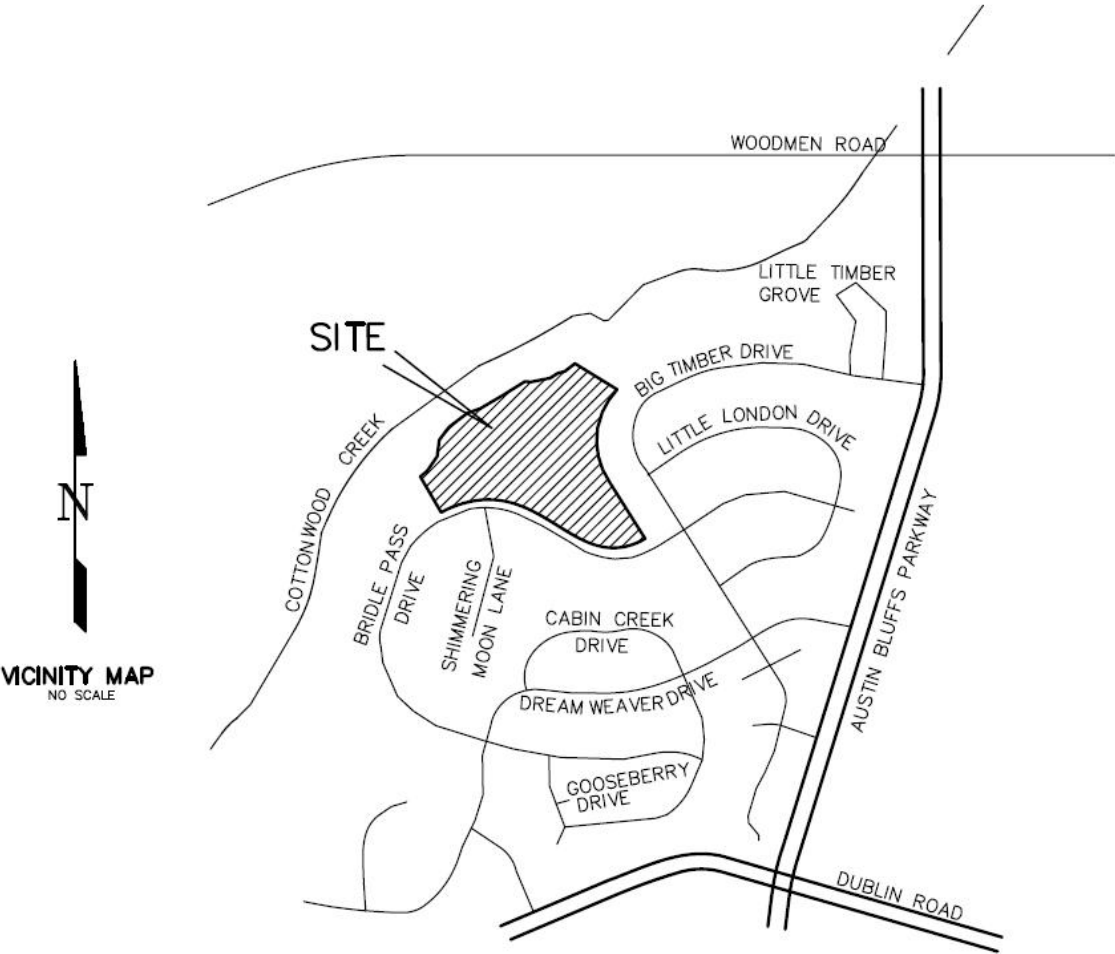 WOODMEN ROAD
LITTLE TIMBER
GROVE
SITE
BIG TIMBER DRIVE
LITTLE LONDON DRIVE
COTTONWOOD CREEK
N
BRIDLE PASS
DRIVE
SHIMMERING
MOON LANE
AUSTIN BLUFFS PARKWAY
CABIN CREEK
DRIVE
VICINITY MAP
NO SCALE
DREAM WEAVER DRIVE
GOOSEBERRY
DRIVE
DUBLIN ROAD